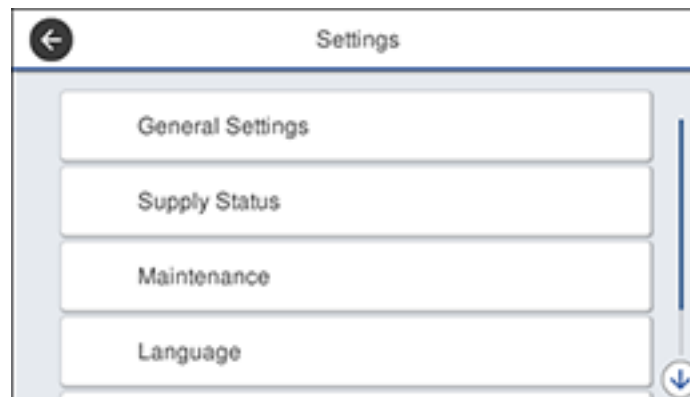 Settings
General Settings
Supply Status
Maintenance
Language